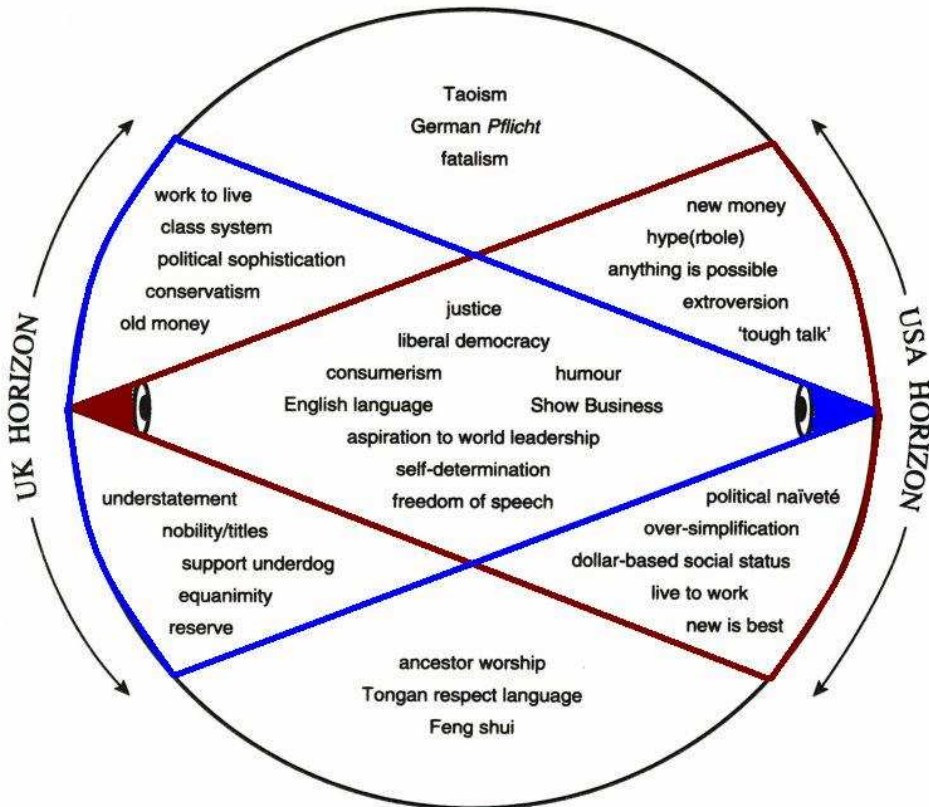 Taoism
German Pflicht
fatalism
work to live
class system
political sophistication
conservatism
old money
new money
hype(rbole)
anything is possible
extroversion
'tough talk'
UK HORIZON
USA HORIZON
justice
liberal democracy
consumerism humour
English language Show Business
aspiration to world leadership
self-determination
freedom of speech
understatement
nobility/titles
support underdog
equanimity
reserve
political naïveté
over-simplification
dollar-based social status
live to work
new is best
ancestor worship
Tongan respect language
Feng shui